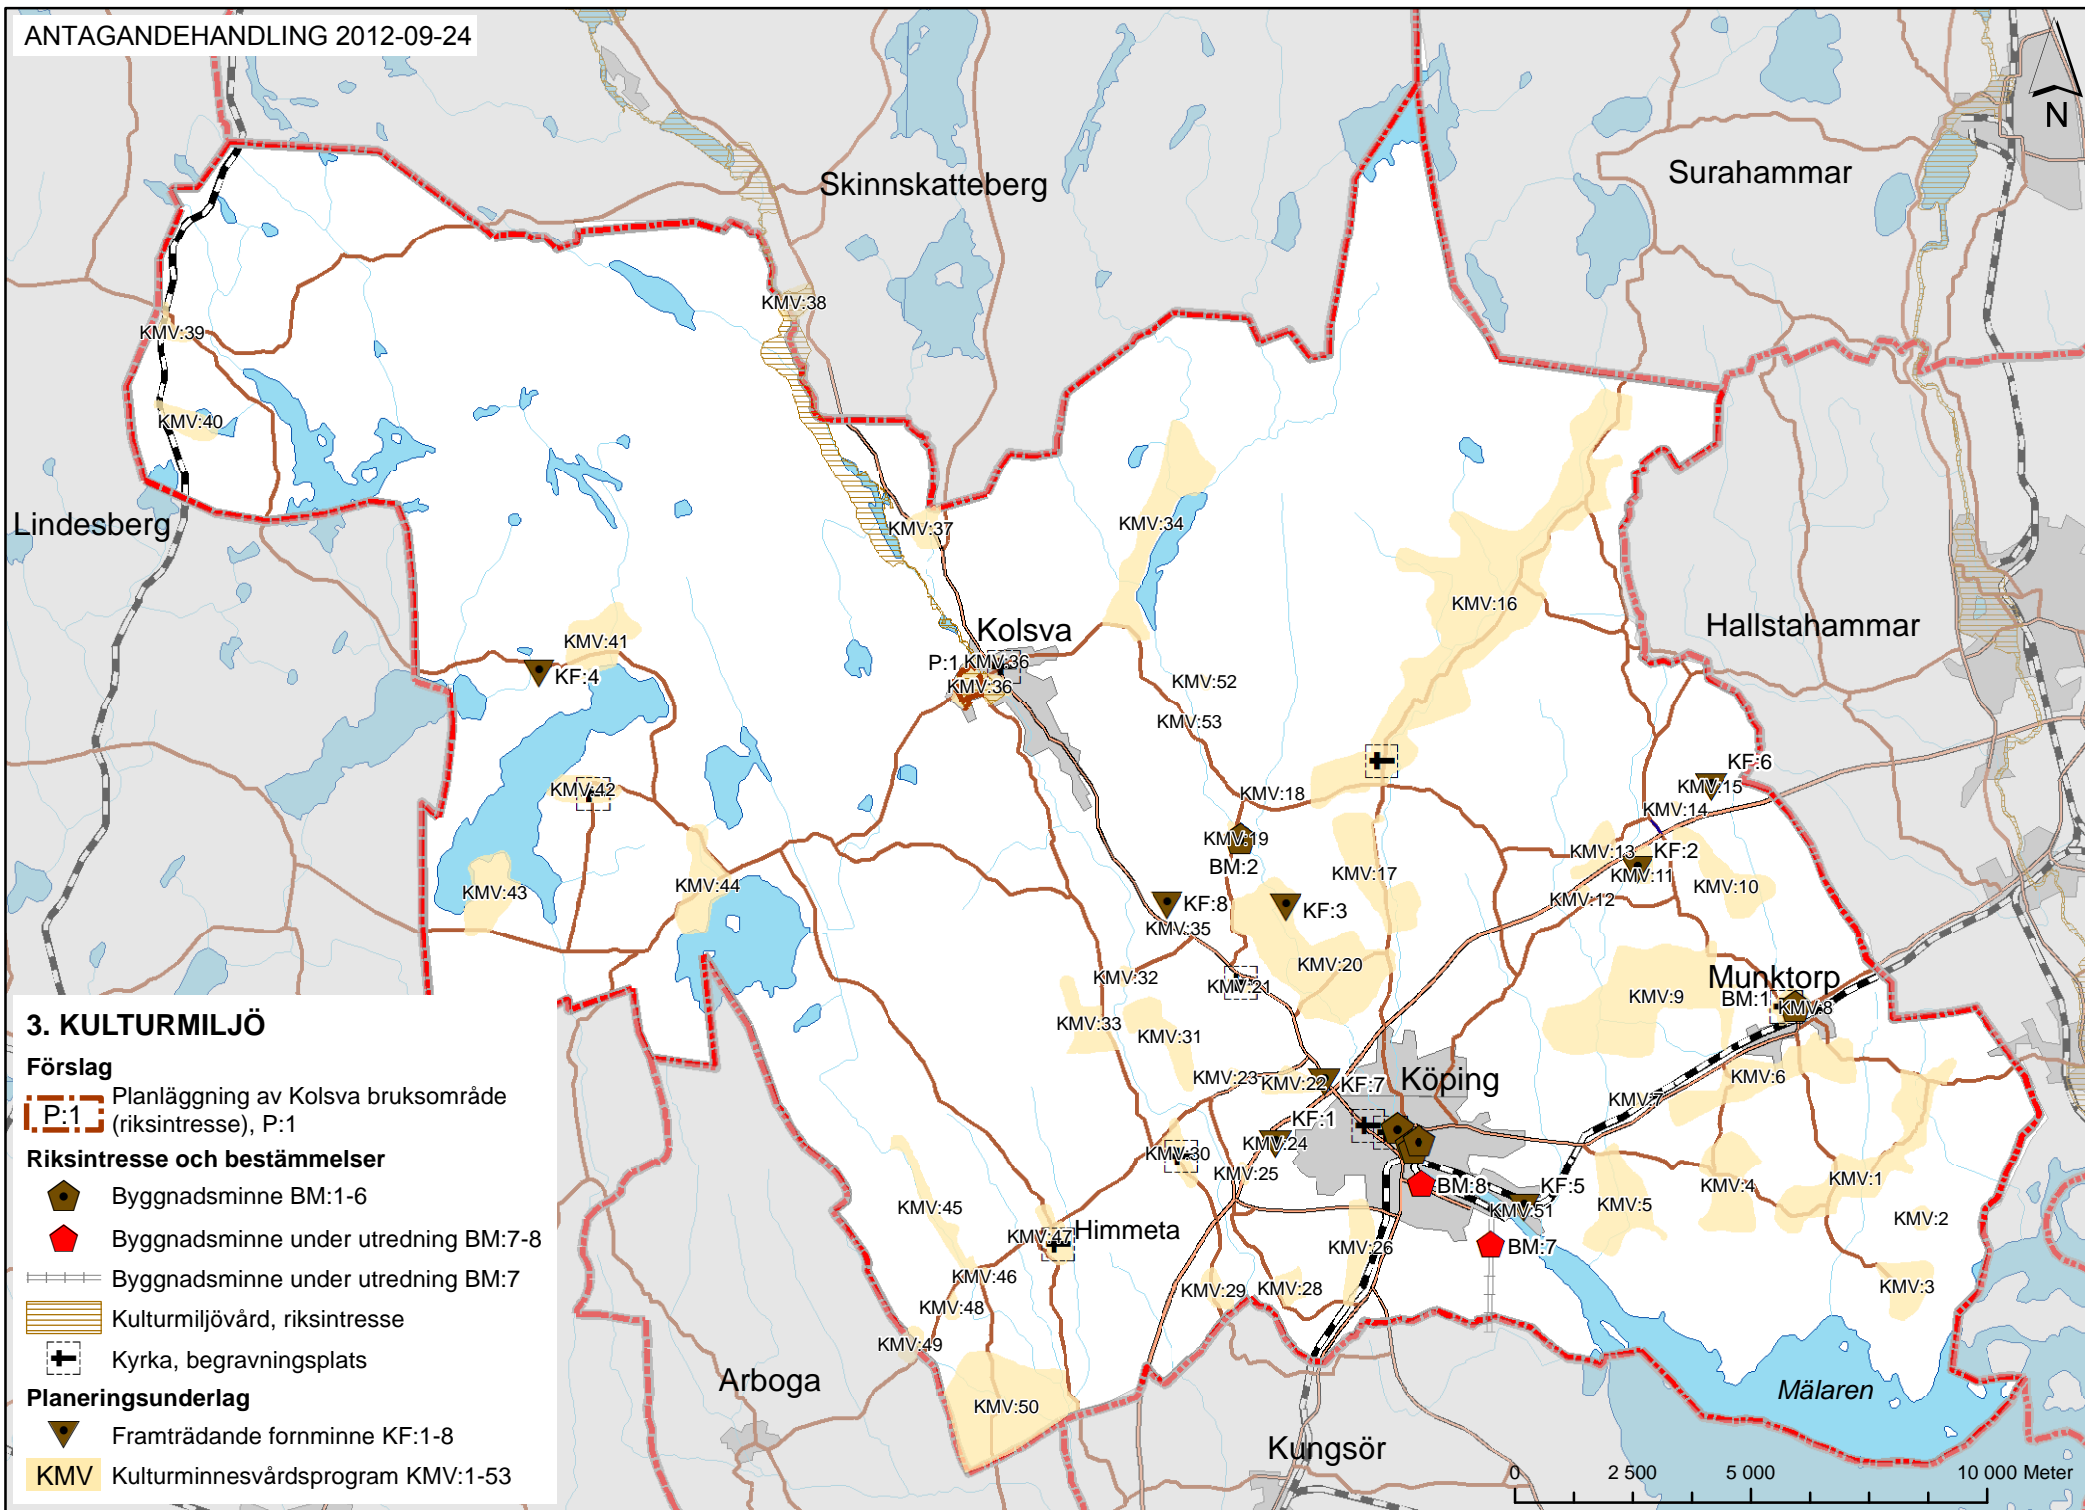 ANTAGANDEHANDLING 2012-09-24
N
Skinnskatteberg
Surahammar
KMV:38
KMV:39
KMV:40
Lindesberg
KMV:37
KMV:34
KMV:16
Hallstahammar
Kolsva
KMV:41
P:1
KMV:36
KMV:36
KF:4
KMV:52
KMV:53
KF:6
KMV:15
KMV:42
KMV:18
KMV:14
KMV:19
BM:2
KMV:13
KF:2
KMV:17
KMV:11
KMV:10
KMV:43
KMV:44
KMV:12
KF:8
KF:3
KMV:35
KMV:20
KMV:32
KMV:21
Munktorp
KMV:9
BM:1
KMV:8
KMV:33
KMV:31
KMV:23
KMV:22
KF:7
Köping
KMV:6
KMV:7
KF:1
KMV:24
KMV:30
KMV:25
BM:8
KF:5
KMV:51
KMV:5
KMV:4
KMV:1
KMV:2
KMV:45
KMV:47
Himmeta
KMV:26
BM:7
KMV:46
KMV:29
KMV:28
KMV:3
KMV:48
KMV:49
Arboga
KMV:50
Mälaren
Kungsör
0
2 500
5 000
10 000 Meter
3. KULTURMILJÖ
Förslag
P:1
Planläggning av Kolsva bruksområde
(riksintresse), P:1
Riksintresse och bestämmelser
Byggnadsminne BM:1-6
Byggnadsminne under utredning BM:7-8
Byggnadsminne under utredning BM:7
Kulturmiljövård, riksintresse
Kyrka, begravningsplats
Planeringsunderlag
Framträdande fornminne KF:1-8
KMV
Kulturminnesvårdsprogram KMV:1-53